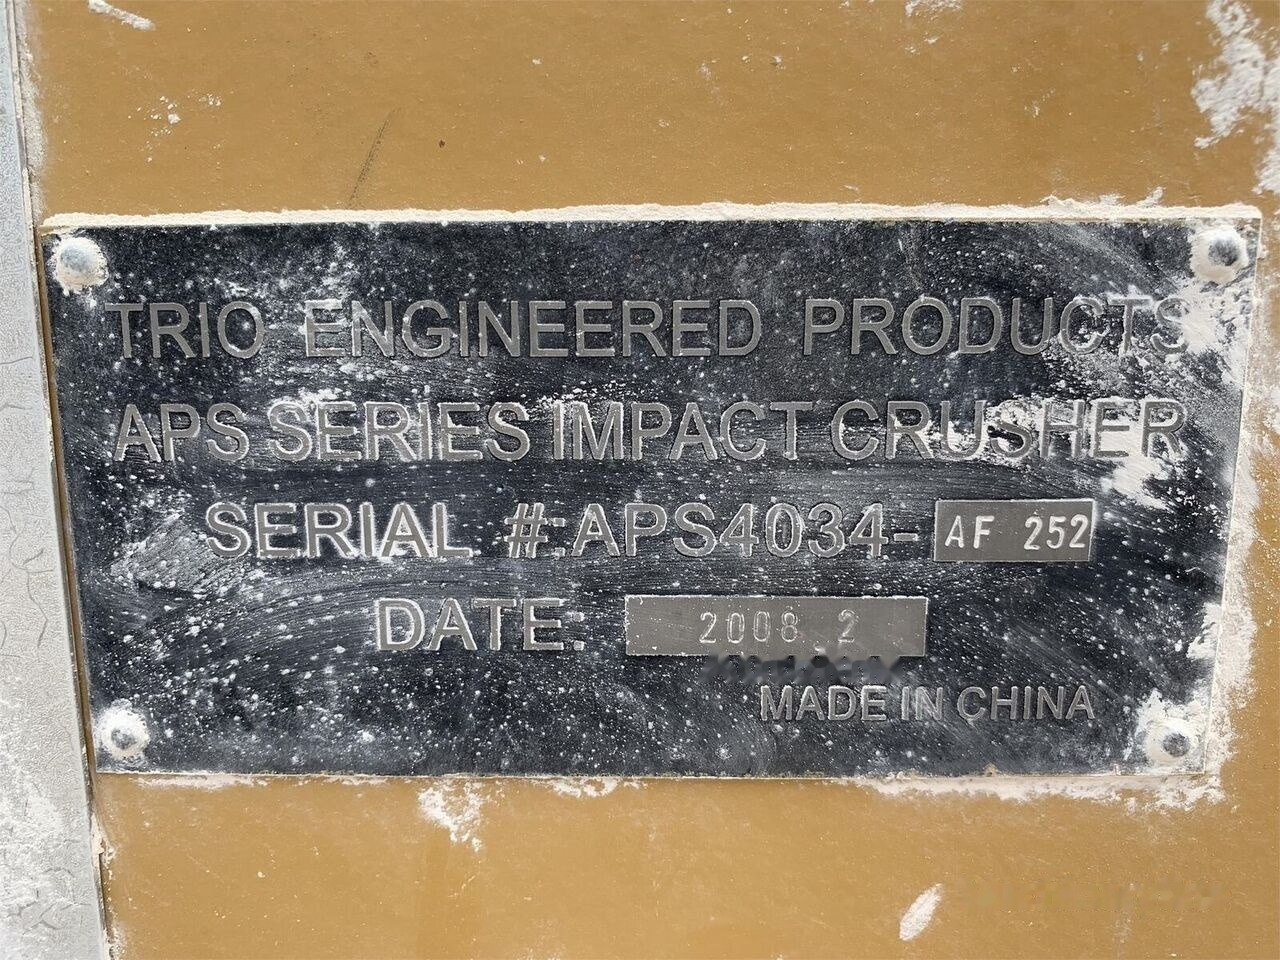 TRIO ENGINEERED PRODUCTS
APS SERIES IMPACT CRUSHER
SERIAL #:APS4034- AF 252
DATE: 2008 2
MADE IN CHINA